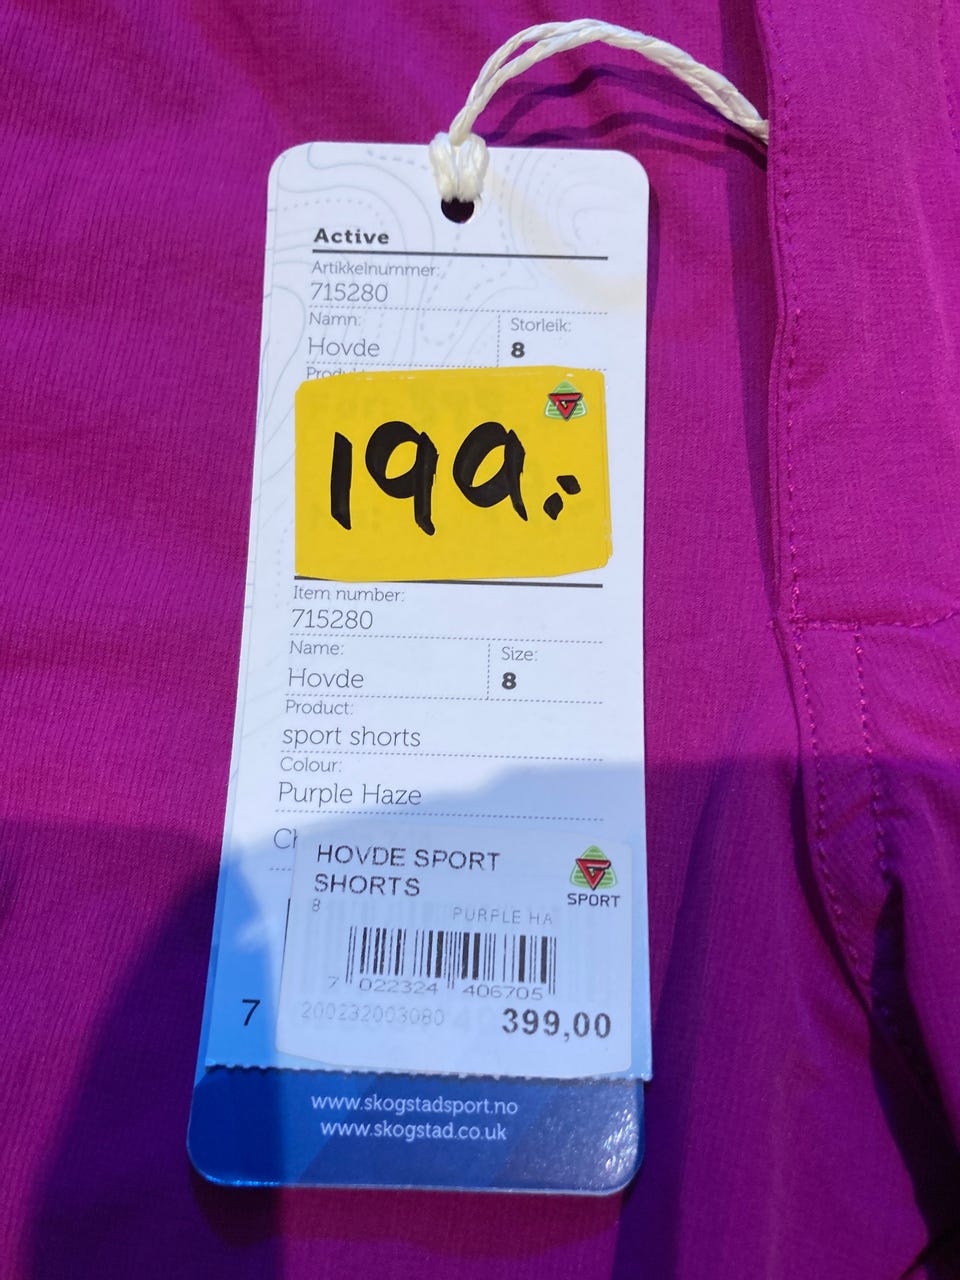 Active
Artikkelnummer:
715280
Namn: Storleik:
Hovde 8
199.-
Item number:
715280
Name: Size:
Hovde 8
Product:
sport shorts
Colour:
Purple Haze
HOVDE SPORT
SHORTS
SPORT
8 PURPLE HA
7 022324 406705
200232003080 399,00
7
www.skogstadsport.no
www.skogstad.co.uk